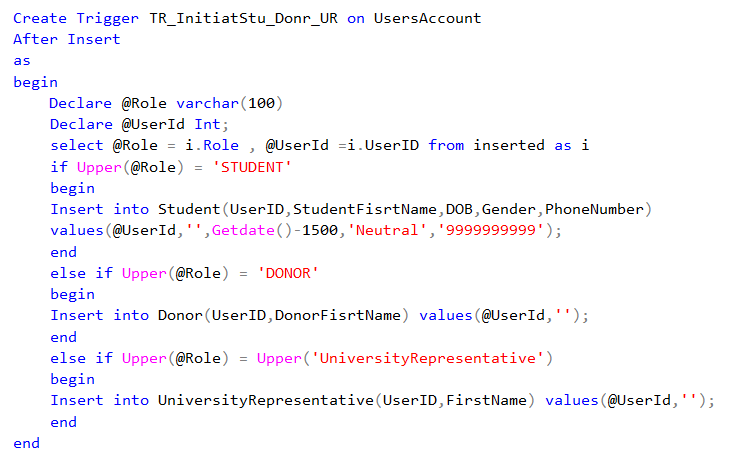 Create Trigger TR_InitiatStu_Donr_UR on UsersAccount
After Insert
as
begin
Declare @Role varchar(100)
Declare @UserId Int;
select @Role = i.Role , @UserId =i.UserID from inserted as i
if Upper(@Role) = 'STUDENT'
begin
Insert into Student(UserID,StudentFisrtName,DOB,Gender,PhoneNumber)
values(@UserId,'',Getdate()-1500,'Neutral','9999999999');
end
else if Upper(@Role) = 'DONOR'
begin
Insert into Donor(UserID,DonorFisrtName) values(@UserId,'');
end
else if Upper(@Role) = Upper('UniversityRepresentative')
begin
Insert into UniversityRepresentative(UserID,FirstName) values(@UserId,'');
end
end